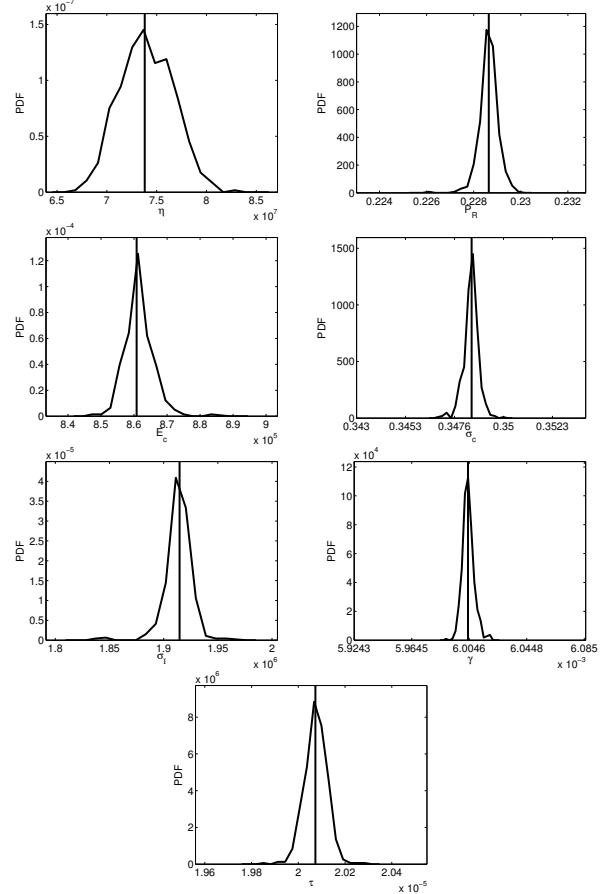 x 10⁻⁷
1.5
1
0.5
0
PDF
6.5 7 7.5 8 8.5
η
x 10⁷
1200
1000
800
600
400
200
0
PDF
0.224 0.226 0.228 0.23 0.232
P_R
x 10⁻⁴
1.2
1
0.8
0.6
0.4
0.2
0
PDF
8.4 8.5 8.6 8.7 8.8 8.9 9
E_c
x 10⁵
1500
1000
500
0
PDF
0.343 0.3453 0.3476 0.35 0.3523
σ_c
x 10⁻⁵
4.5
4
3.5
3
2.5
2
1.5
1
0.5
0
PDF
1.8 1.85 1.9 1.95 2
σ_I
x 10⁶
x 10⁴
12
10
8
6
4
2
0
PDF
5.9243 5.9645 6.0046 6.0448 6.085
γ
x 10⁻³
x 10⁶
8
6
4
2
0
PDF
1.96 1.98 2 2.02 2.04
τ
x 10⁻⁵